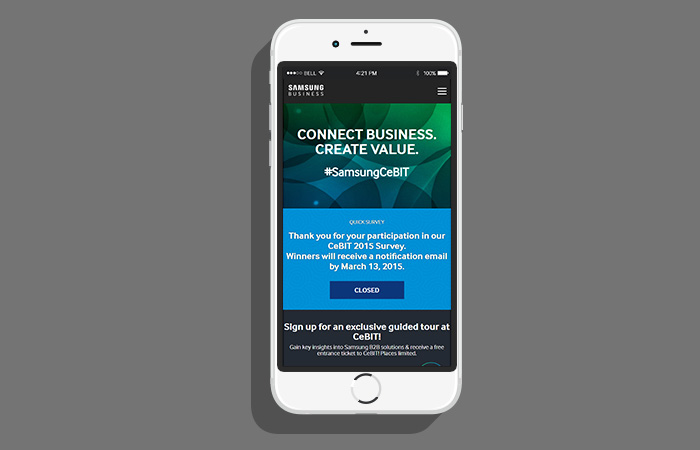 BELL
4:21 PM
100%
SAMSUNG
BUSINESS
CONNECT BUSINESS.
CREATE VALUE.
#SamsungCeBIT
QUICK SURVEY
Thank you for your participation in our
CeBIT 2015 Survey.
Winners will receive a notification email
by March 13, 2015.
CLOSED
Sign up for an exclusive guided tour at
CeBIT!
Gain key insights into Samsung B2B solutions & receive a free
entrance ticket to CeBIT! Places limited.